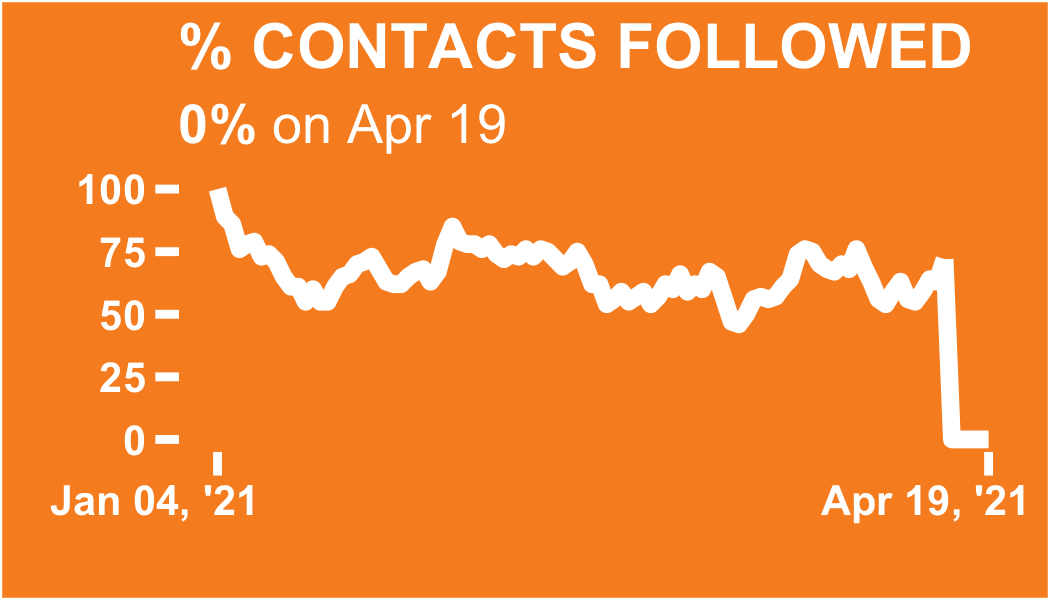 % CONTACTS FOLLOWED
0% on Apr 19
100
75
50
25
0
Jan 04, '21 Apr 19, '21